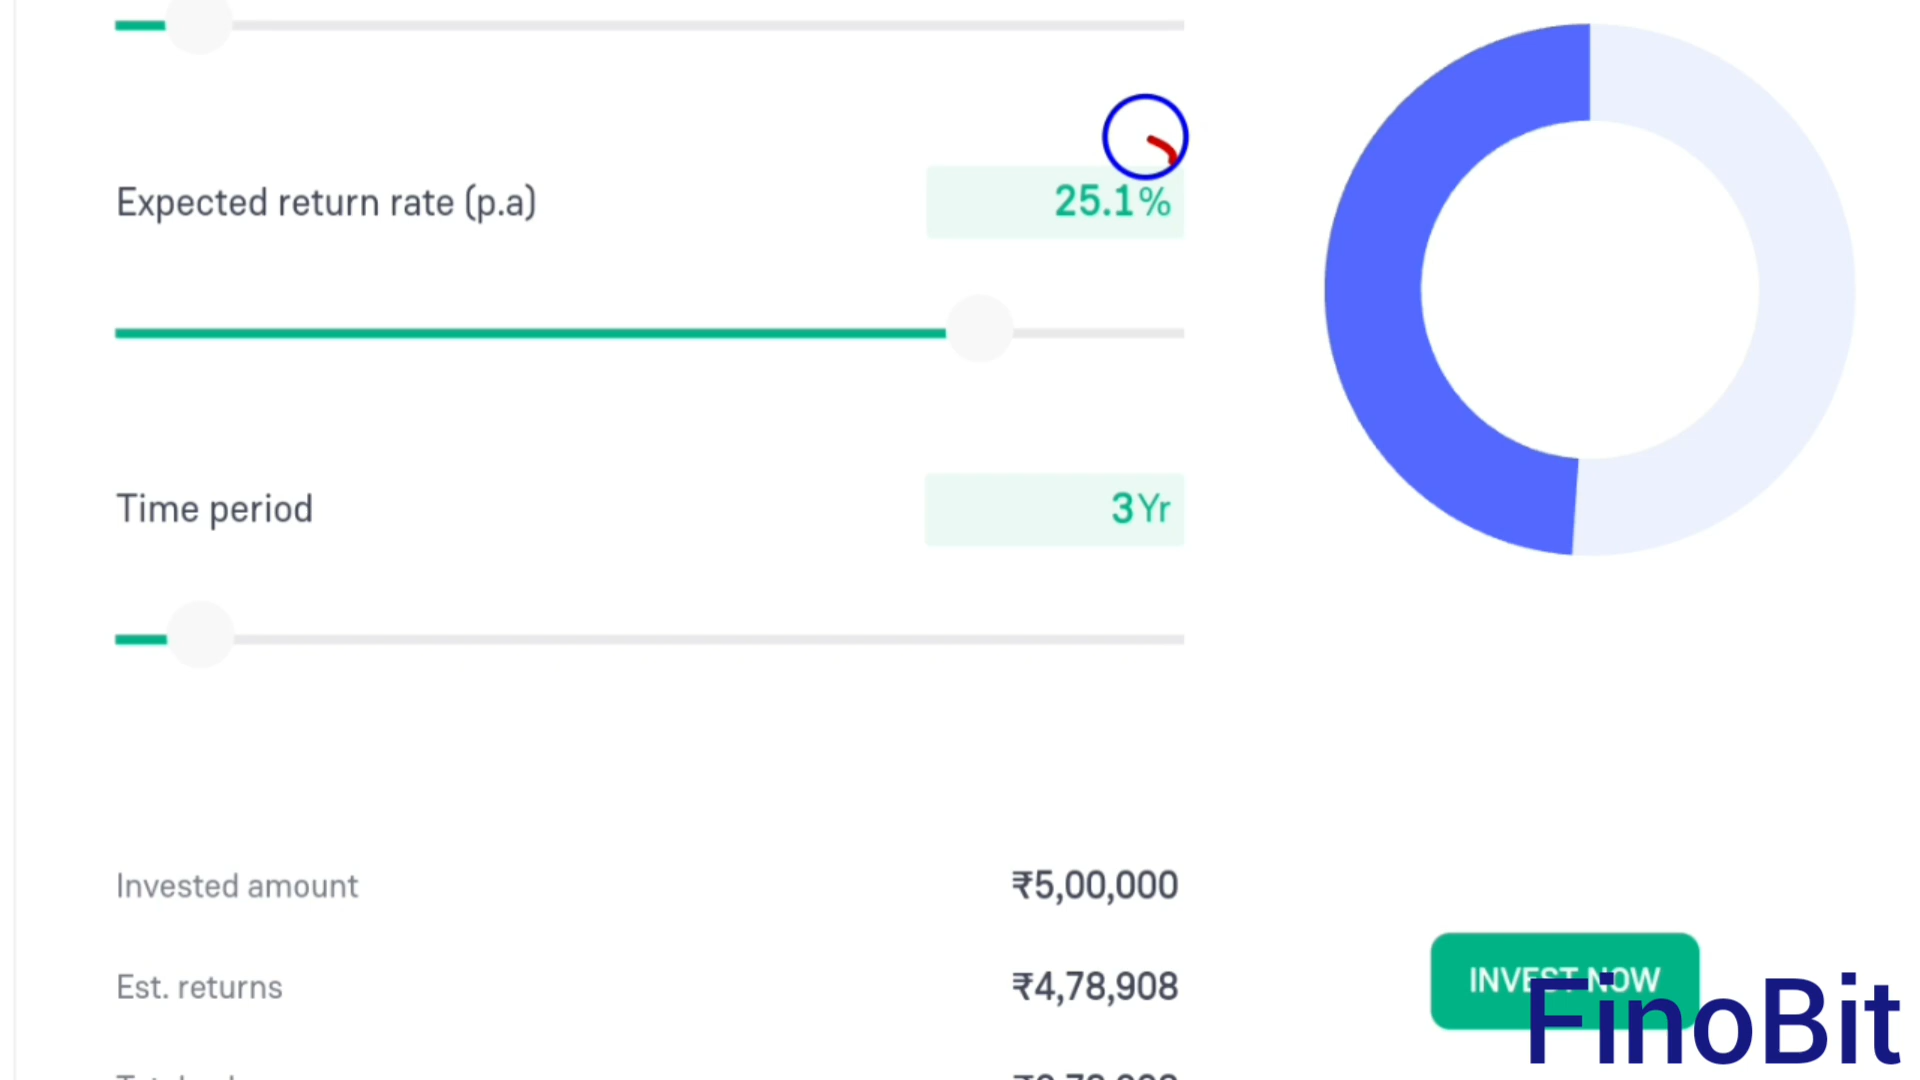 Expected return rate (p.a)
25.1%
Time period
3Yr
Invested amount
₹5,00,000
Est. returns
₹4,78,908
INVEST NOW
FinoBit